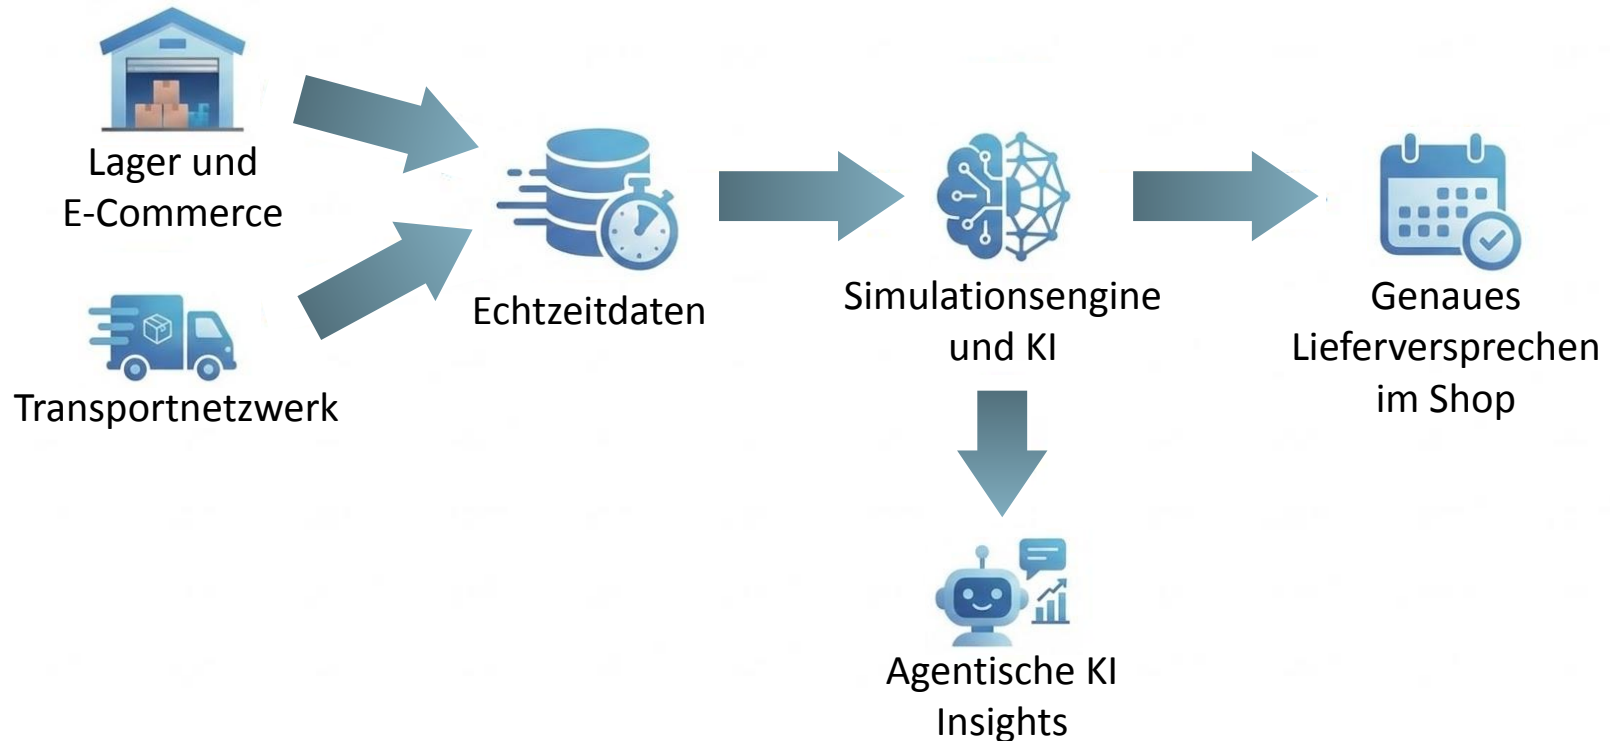 Lager und
E-Commerce
Transportnetzwerk
Echtzeitdaten
Simulationsengine
und KI
Genaues
Lieferversprechen
im Shop
Agentische KI
Insights